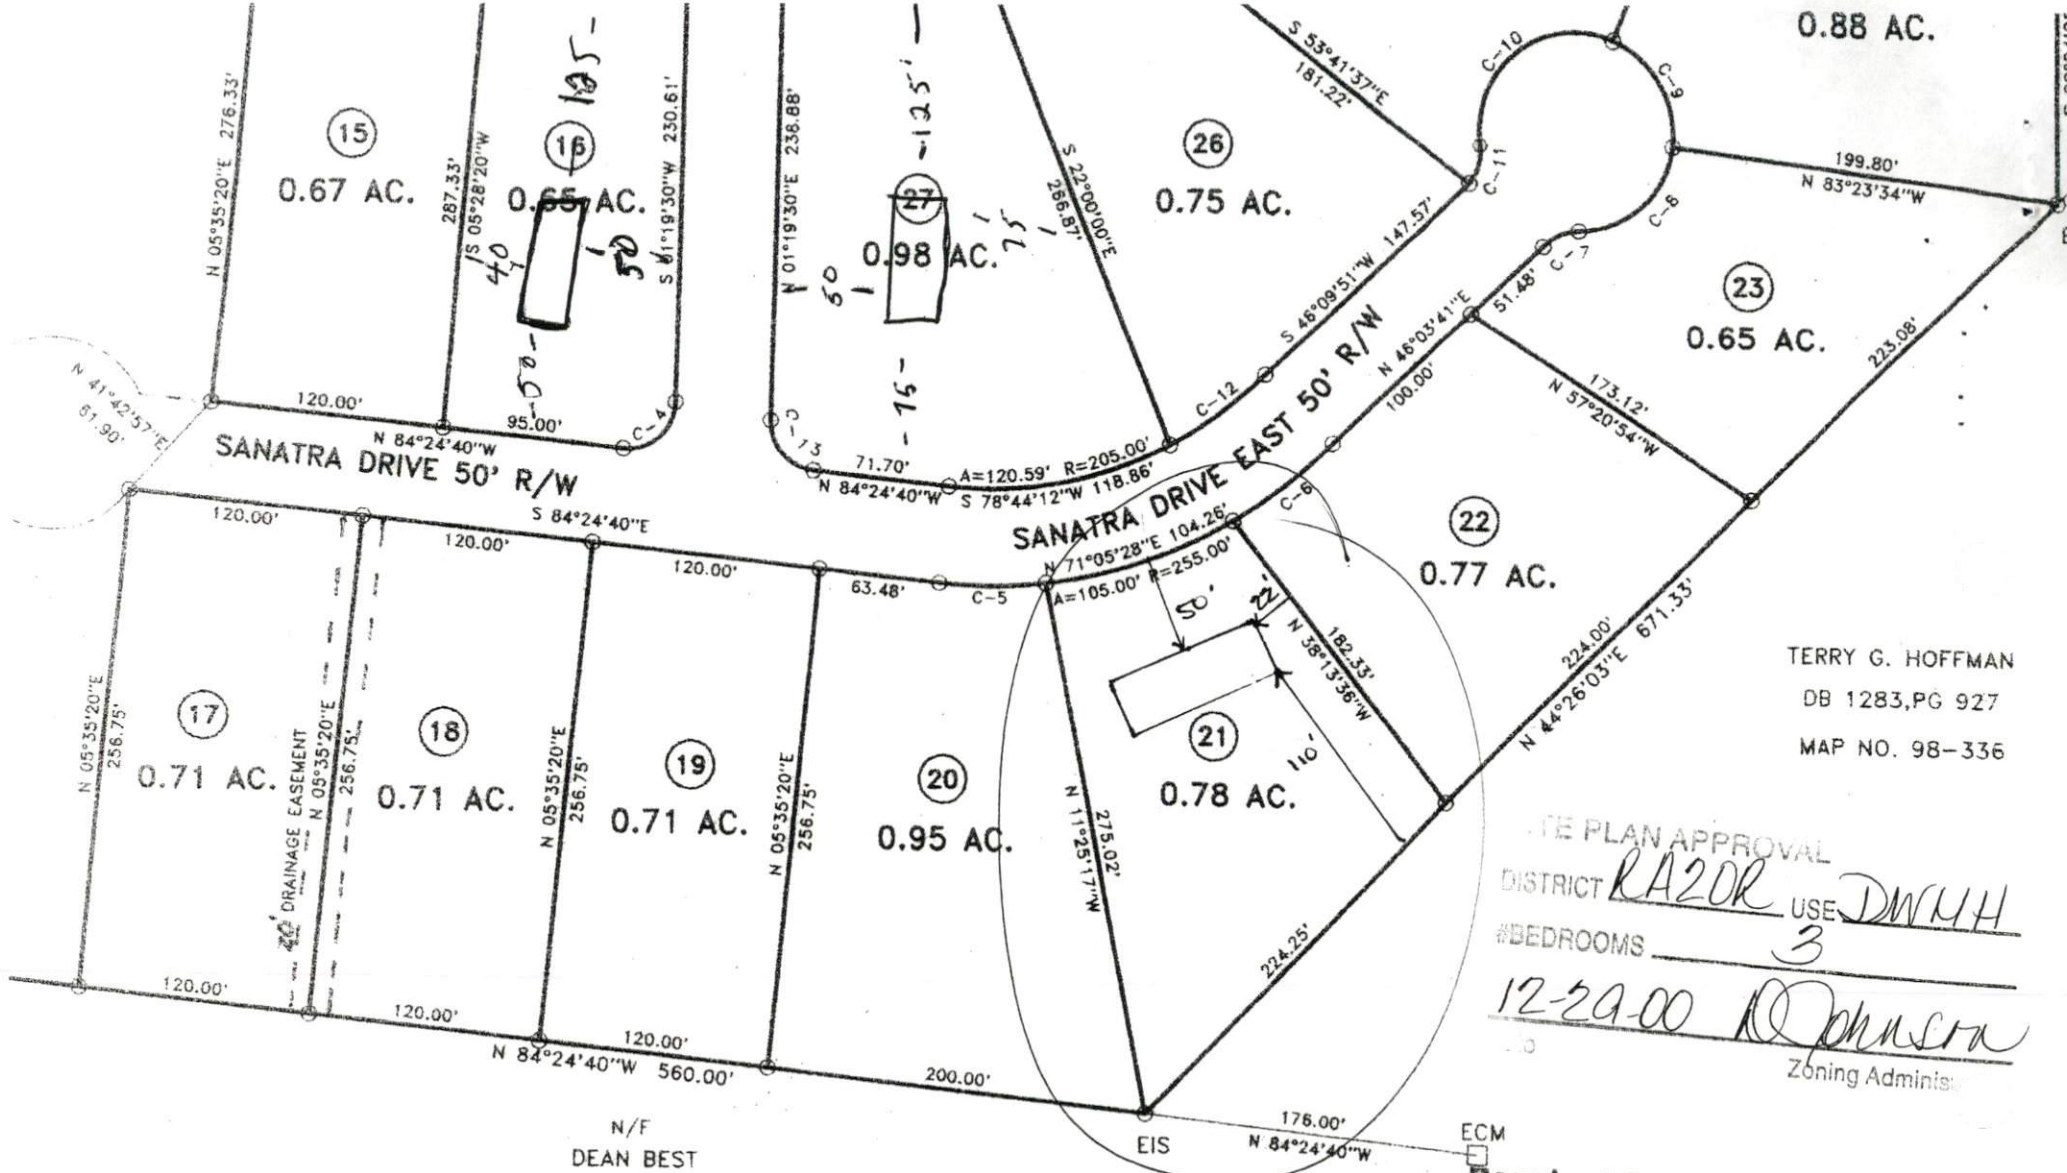 0.88 AC.
N 05°35'20"E 276.33'
15
0.67 AC.
287.33'
S 05°28'20"W
125
16
0.65 AC.
40
50
50
S 01°19'30"W 230.61'
N 01°19'30"E 238.88'
125'
27
0.98 AC.
50
75
75
S 22°00'00"E
266.87'
26
0.75 AC.
S 53°41'37"E
181.22'
C-10
C-9
C-11
C-8
C-7
199.80'
N 83°23'34"W
23
0.65 AC.
223.08'
S 46°09'51"W 147.57'
N 46°03'41"E
51.48'
100.00'
173.12'
N 57°20'54"W
N 41°42'57"E
61.90'
120.00'
N 84°24'40"W
95.00'
C-4
C-13
71.70'
N 84°24'40"W
A=120.59' R=205.00'
S 78°44'12"W 118.86'
C-12
SANATRA DRIVE 50' R/W
SANATRA DRIVE EAST 50' R/W
120.00'
S 84°24'40"E
120.00'
120.00'
63.48'
C-5
N 71°05'28"E 104.26'
A=105.00' R=255.00'
C-6
22
0.77 AC.
50'
22'
182.33'
N 38°13'36"W
110'
224.00'
N 44°26'03"E 671.33'
TERRY G. HOFFMAN
DB 1283,PG 927
MAP NO. 98-336
N 05°35'20"E
256.75'
17
0.71 AC.
20' DRAINAGE EASEMENT
N 05°35'20"E
256.75'
18
0.71 AC.
N 05°35'20"E
256.75'
19
0.71 AC.
N 05°35'20"E
256.75'
20
0.95 AC.
N 11°25'17"W
275.02'
21
0.78 AC.
224.25'
TE PLAN APPROVAL
DISTRICT RA20R USE DWMH
#BEDROOMS 3
12-29-00 D Johnson
Zoning Adminis
120.00'
120.00'
120.00'
N 84°24'40"W 560.00'
200.00'
176.00'
N 84°24'40"W
EIS
ECM
N/F
DEAN BEST